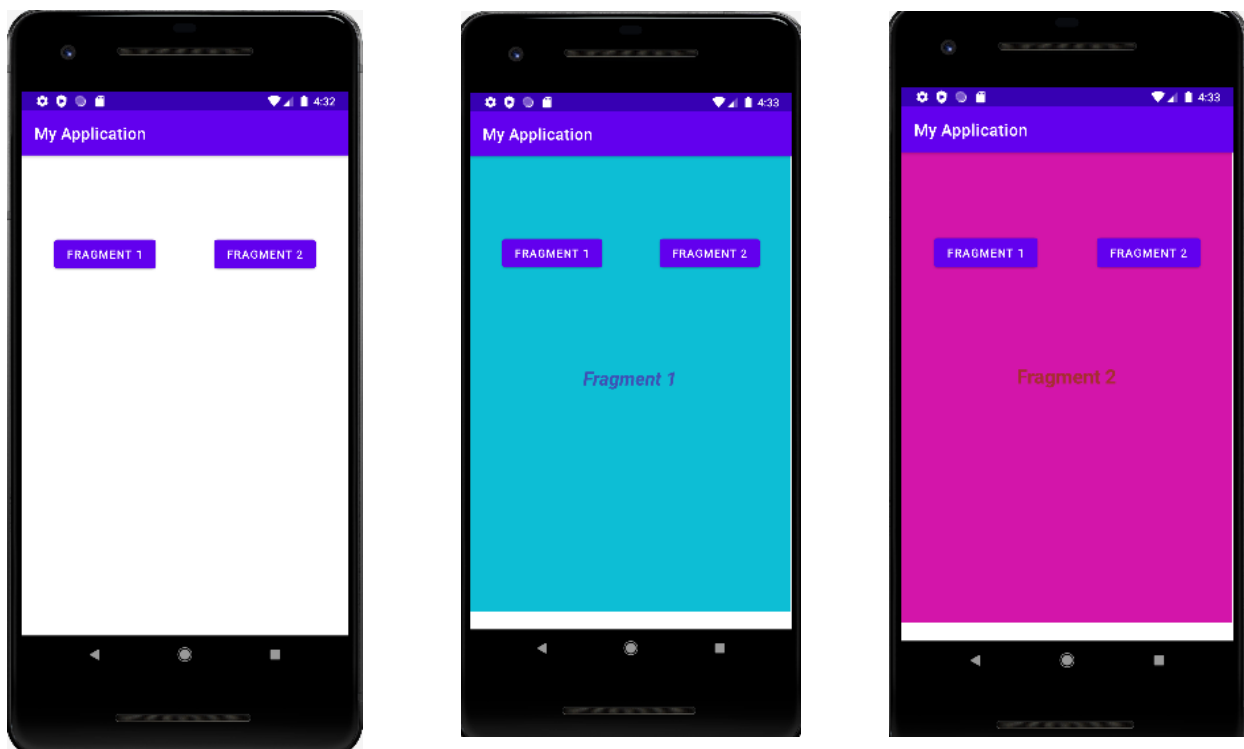 4:32
My Application
FRAGMENT 1
FRAGMENT 2
4:33
My Application
FRAGMENT 1
FRAGMENT 2
Fragment 1
4:33
My Application
FRAGMENT 1
FRAGMENT 2
Fragment 2